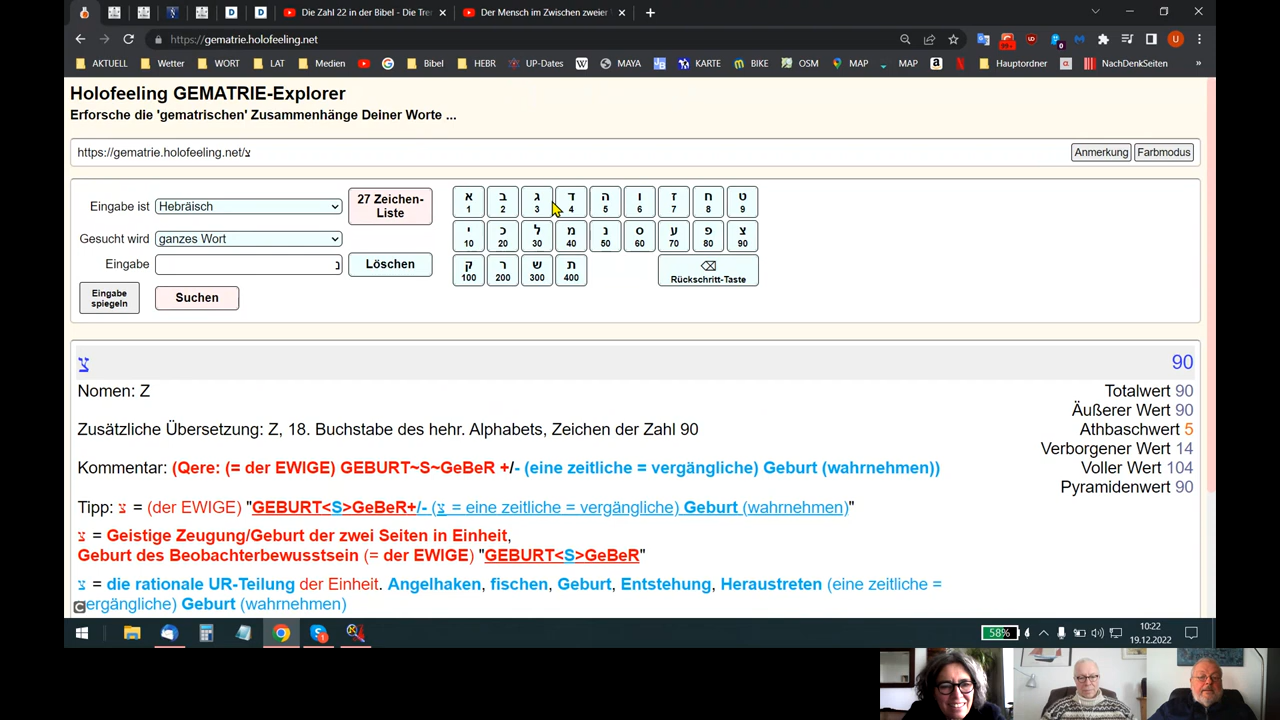 Die Zahl 22 in der Bibel - Die Tren
Der Mensch im Zwischen zweier
https://gematrie.holofeeling.net
AKTUELL Wetter WORT LAT Medien Bibel HEBR UP-Dates MAYA KARTE BIKE OSM MAP MAP Hauptordner NachDenkSeiten »
Holofeeling GEMATRIE-Explorer
Erforsche die 'gematrischen' Zusammenhänge Deiner Worte ...
https://gematrie.holofeeling.net/צ
Anmerkung Farbmodus
Eingabe ist Hebräisch
27 Zeichen-
Liste
Gesucht wird ganzes Wort
Eingabe נ
Löschen
Eingabe
spiegeln
Suchen
א ב ג ד ה ו ז ח ט
1 2 3 4 5 6 7 8 9
י כ ל מ נ ס ע פ צ
10 20 30 40 50 60 70 80 90
ק ר ש ת
100 200 300 400
Rückschritt-Taste
צ 90
Nomen: Z
Zusätzliche Übersetzung: Z, 18. Buchstabe des hehr. Alphabets, Zeichen der Zahl 90
Kommentar: (Qere: (= der EWIGE) GEBURT~S~GeBeR +/- (eine zeitliche = vergängliche) Geburt (wahrnehmen))
Tipp: צ = (der EWIGE) "GEBURT<S>GeBeR+/- (צ = eine zeitliche = vergängliche) Geburt (wahrnehmen)"
צ = Geistige Zeugung/Geburt der zwei Seiten in Einheit,
Geburt des Beobachterbewusstsein (= der EWIGE) "GEBURT<S>GeBeR"
צ = die rationale UR-Teilung der Einheit. Angelhaken, fischen, Geburt, Entstehung, Heraustreten (eine zeitliche =
vergängliche) Geburt (wahrnehmen)
Totalwert 90
Äußerer Wert 90
Athbaschwert 5
Verborgener Wert 14
Voller Wert 104
Pyramidenwert 90
58%
10:22
19.12.2022